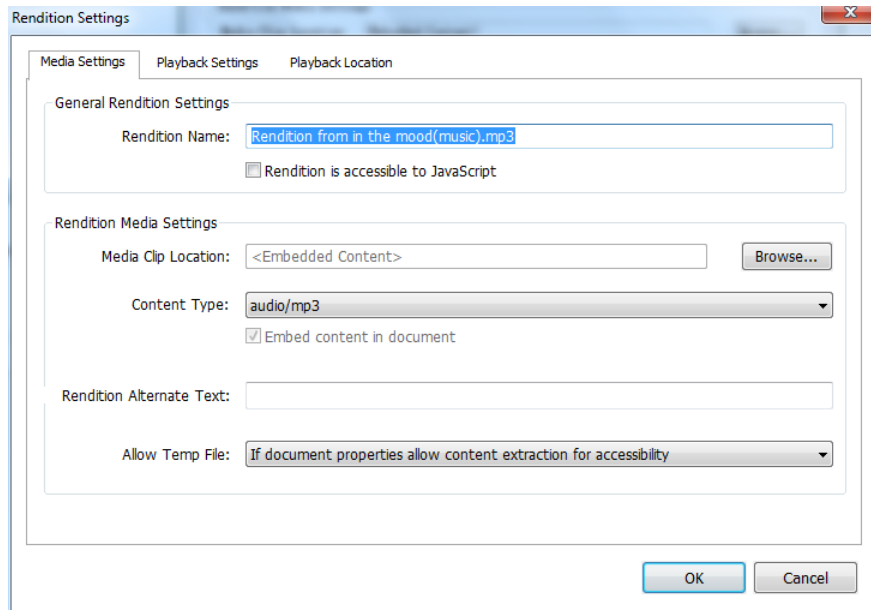 Rendition Settings
Media Settings Playback Settings Playback Location
General Rendition Settings
Rendition Name: Rendition from in the mood(music).mp3
Rendition is accessible to JavaScript
Rendition Media Settings
Media Clip Location: <Embedded Content> Browse...
Content Type: audio/mp3
Embed content in document
Rendition Alternate Text:
Allow Temp File: If document properties allow content extraction for accessibility
OK Cancel